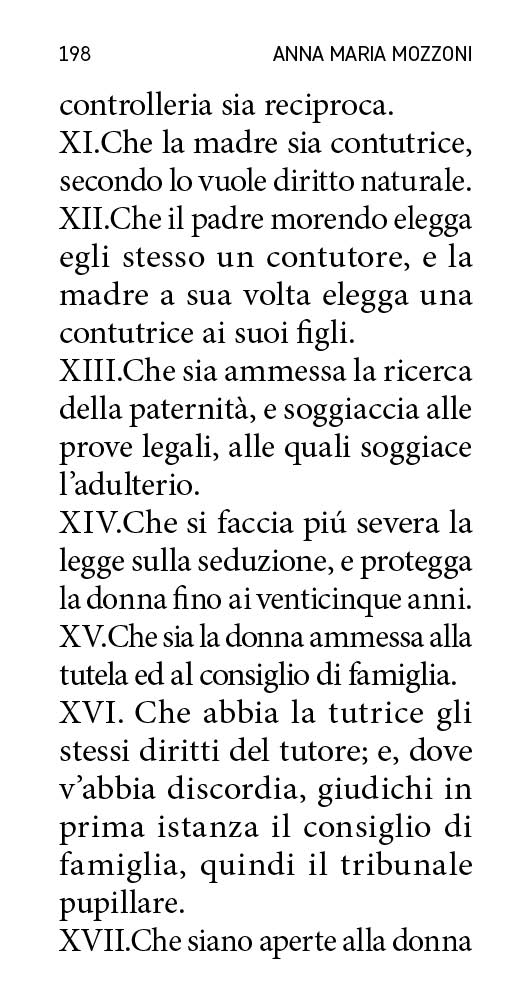 198 ANNA MARIA MOZZONI
controlleria sia reciproca.
XI.Che la madre sia contutrice,
secondo lo vuole diritto naturale.
XII.Che il padre morendo elegga
egli stesso un contutore, e la
madre a sua volta elegga una
contutrice ai suoi figli.
XIII.Che sia ammessa la ricerca
della paternità, e soggiaccia alle
prove legali, alle quali soggiace
l’adulterio.
XIV.Che si faccia piú severa la
legge sulla seduzione, e protegga
la donna fino ai venticinque anni.
XV.Che sia la donna ammessa alla
tutela ed al consiglio di famiglia.
XVI. Che abbia la tutrice gli
stessi diritti del tutore; e, dove
v’abbia discordia, giudichi in
prima istanza il consiglio di
famiglia, quindi il tribunale
pupillare.
XVII.Che siano aperte alla donna